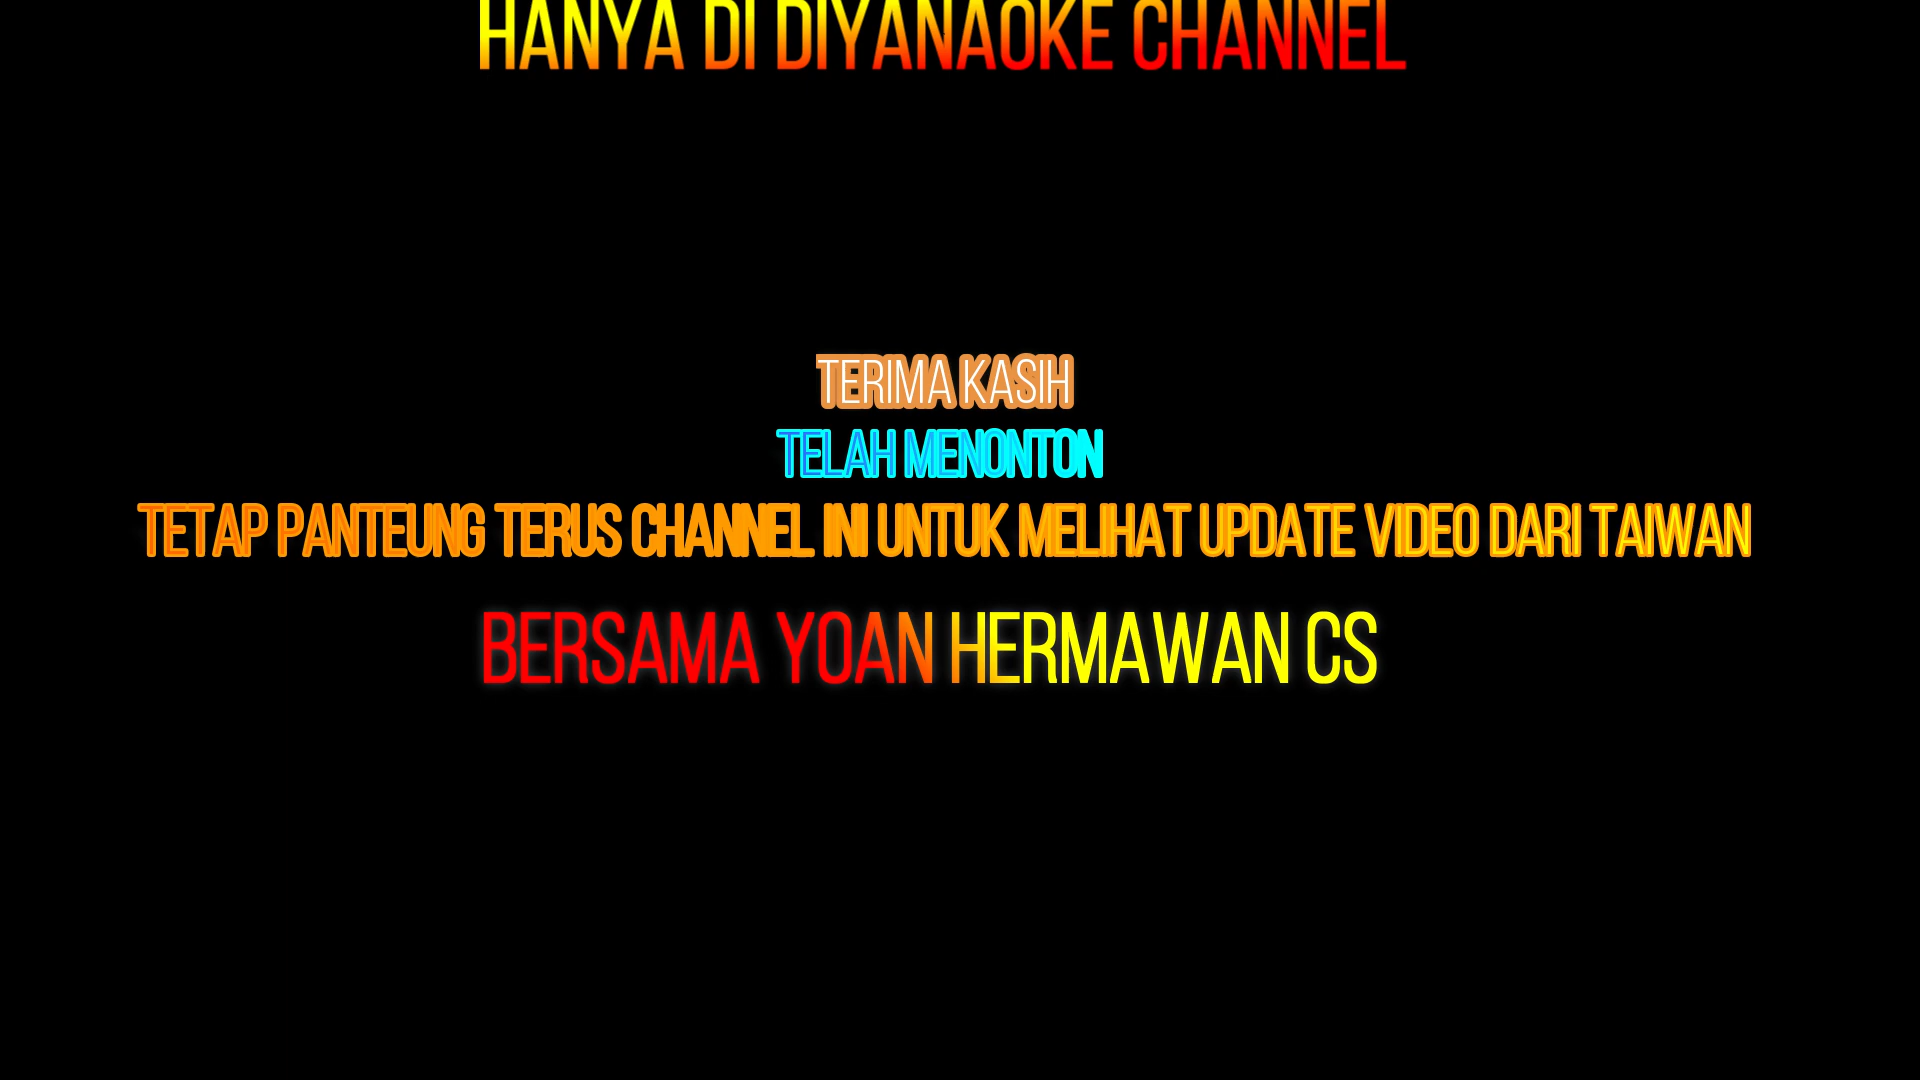 HANYA DI DIYANAOKE CHANNEL
TERIMA KASIH
TELAH MENONTON
TETAP PANTEUNG TERUS CHANNEL INI UNTUK MELIHAT UPDATE VIDEO DARI TAIWAN
BERSAMA YOAN HERMAWAN CS